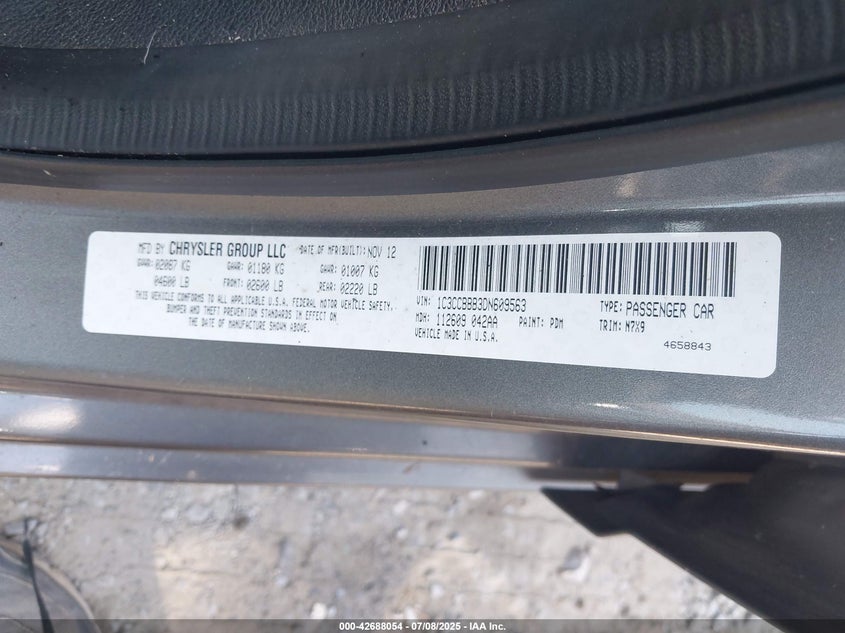 MFD BY CHRYSLER GROUP LLC DATE OF MFR(BUILT): NOV 12
GVWR: 02087 KG GAWR: 01180 KG GAWR: 01007 KG
04600 LB FRONT: 02600 LB REAR: 02220 LB
THIS VEHICLE CONFORMS TO ALL APPLICABLE U.S.A. FEDERAL MOTOR VEHICLE SAFETY,
BUMPER AND THEFT PREVENTION STANDARDS IN EFFECT ON
THE DATE OF MANUFACTURE SHOWN ABOVE.
VIN: 1C3CCBBB3DN609563 TYPE: PASSENGER CAR
MDH: 112609 042AA PAINT: PDM TRIM: N7X9
VEHICLE MADE IN U.S.A. 4658843
000-42688054 - 07/08/2025 - IAA Inc.